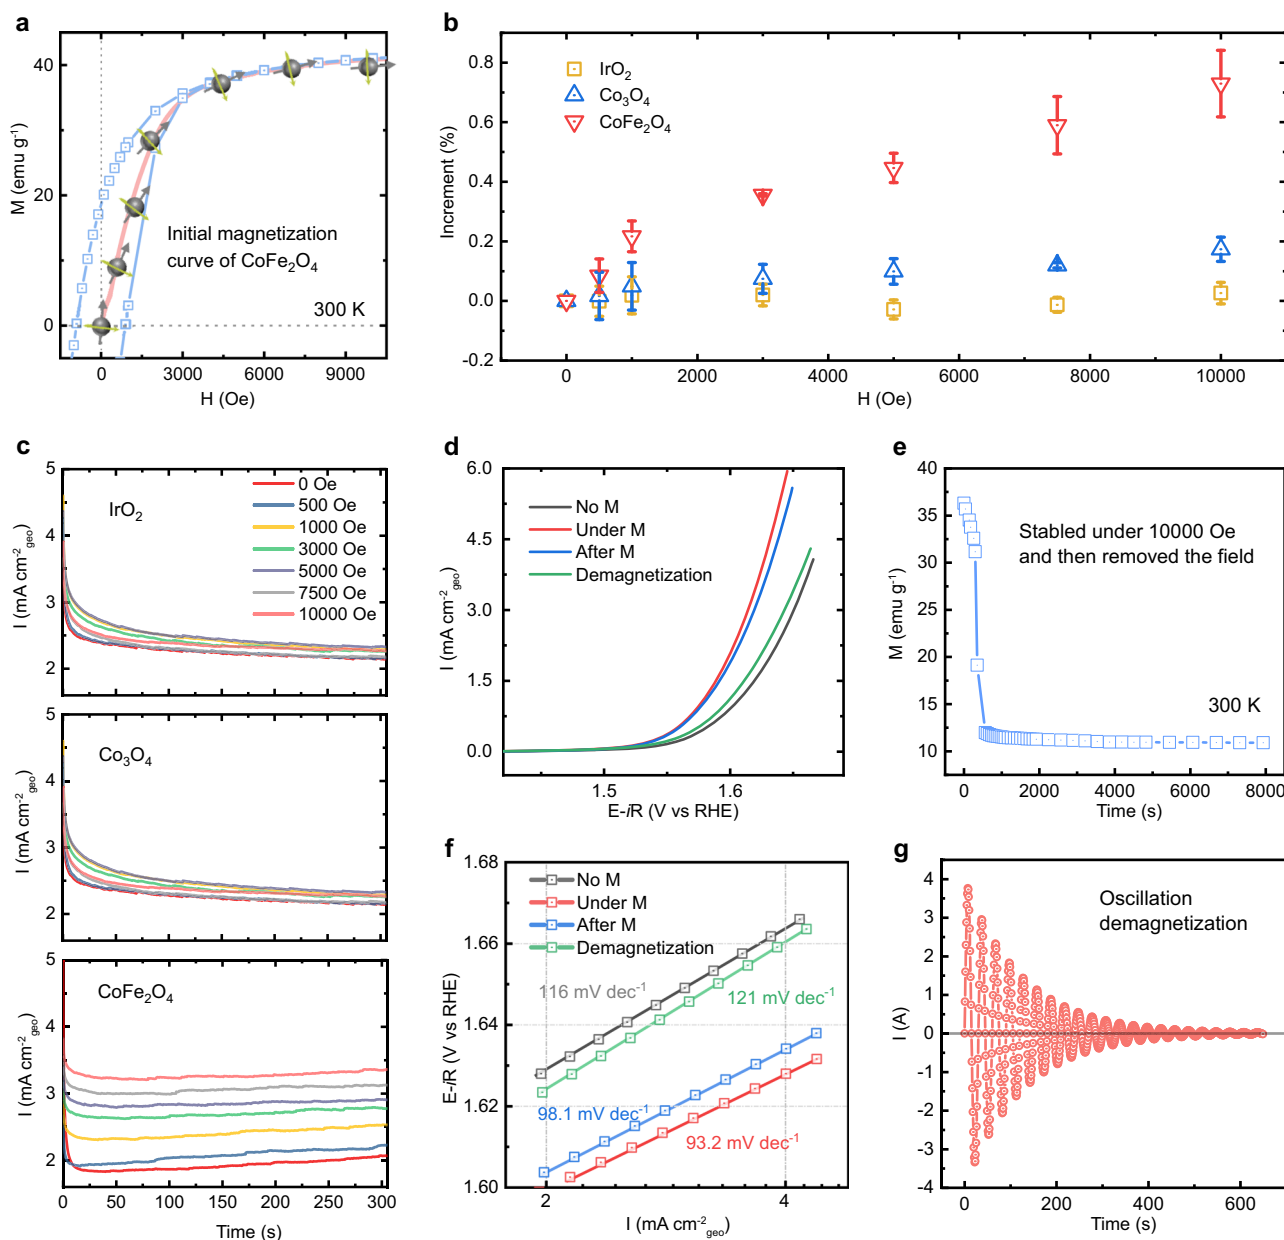 a
M (emu g-1)
40
20
0
Initial magnetization
curve of CoFe2O4
300 K
0
3000
6000
9000
H (Oe)
b
Increment (%)
0.8
0.6
0.4
0.2
0.0
-0.2
IrO2
Co3O4
CoFe2O4
0
2000
4000
6000
8000
10000
H (Oe)
c
I (mA cm-2geo)
5
4
3
2
IrO2
0 Oe
500 Oe
1000 Oe
3000 Oe
5000 Oe
7500 Oe
10000 Oe
I (mA cm-2geo)
5
4
3
2
Co3O4
I (mA cm-2geo)
5
4
3
2
CoFe2O4
0
50
100
150
200
250
300
Time (s)
d
I (mA cm-2geo)
6.0
4.5
3.0
1.5
0.0
No M
Under M
After M
Demagnetization
1.5
1.6
E-iR (V vs RHE)
e
M (emu g-1)
40
35
30
25
20
15
10
Stabled under 10000 Oe
and then removed the field
300 K
0
2000
4000
6000
8000
Time (s)
f
E-iR (V vs RHE)
1.68
1.66
1.64
1.62
1.60
No M
Under M
After M
Demagnetization
116 mV dec-1
121 mV dec-1
98.1 mV dec-1
93.2 mV dec-1
2
4
I (mA cm-2geo)
g
I (A)
4
3
2
1
0
-1
-2
-3
-4
Oscillation
demagnetization
0
200
400
600
Time (s)